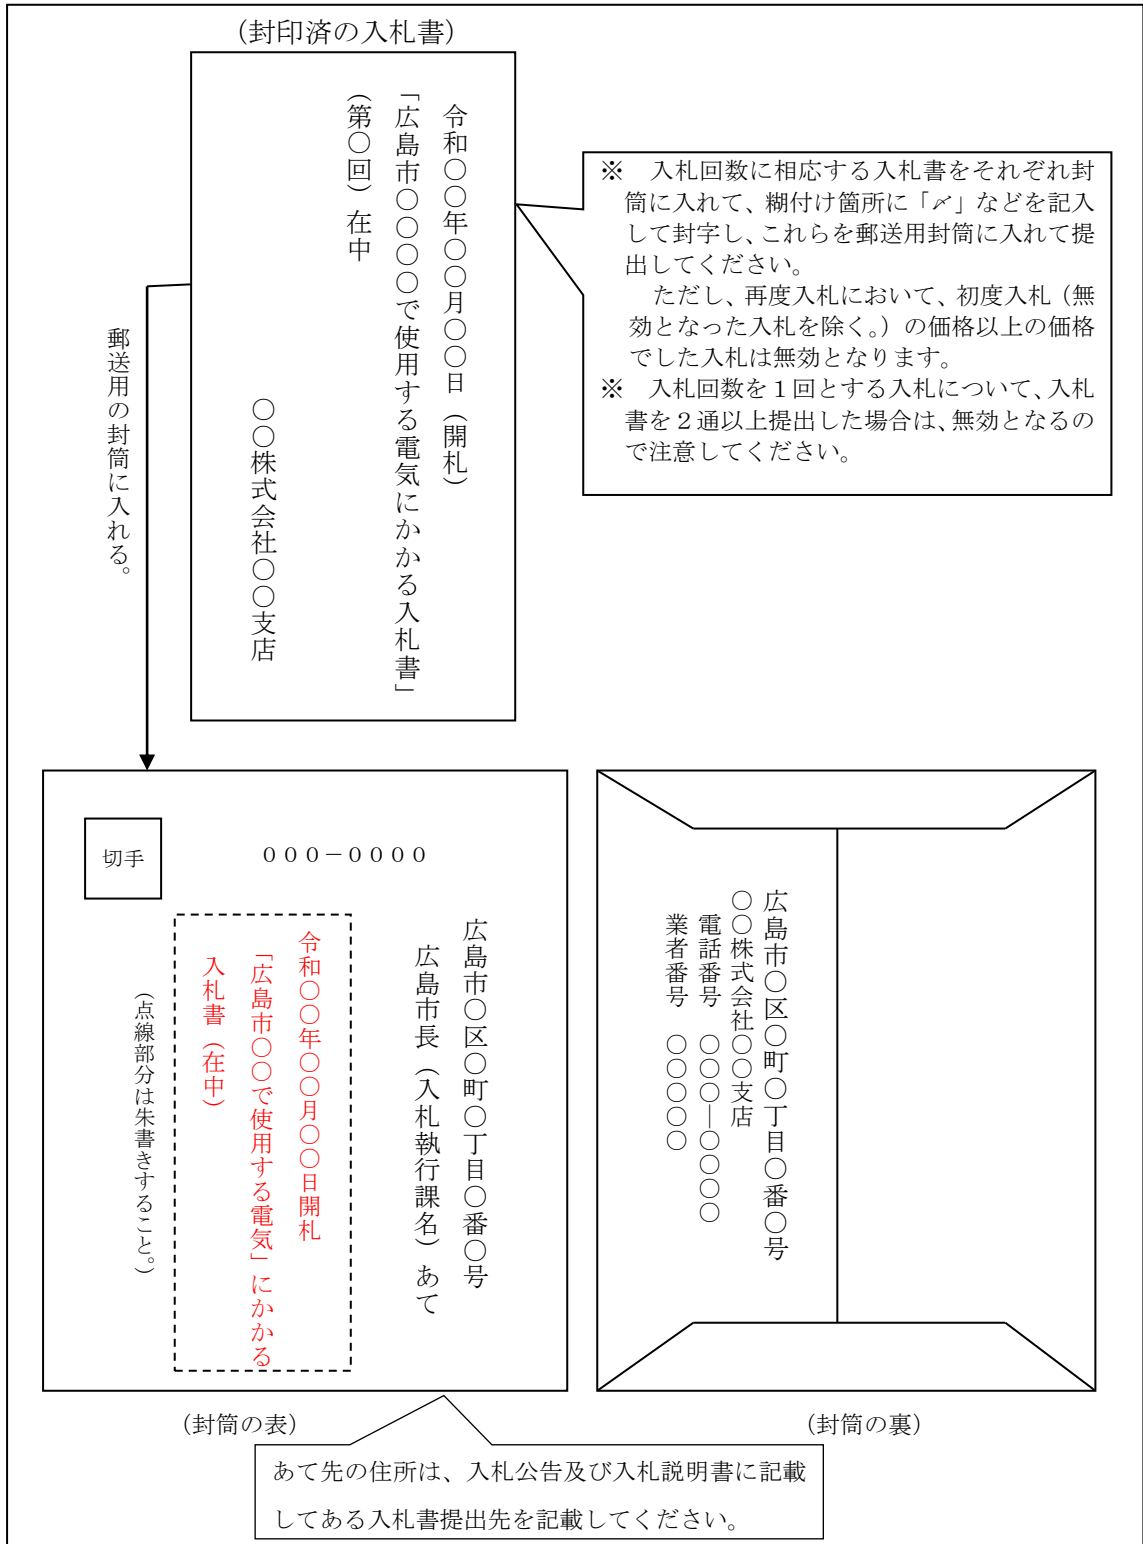 (封印済の入札書)
令和〇〇年〇〇月〇〇日（開札）
「広島市〇〇〇〇で使用する電気にかかる入札書」
（第〇回）在中
〇〇株式会社〇〇支店
※　入札回数に相応する入札書をそれぞれ封
筒に入れて、糊付け箇所に「〆」などを記入
して封字し、これらを郵送用封筒に入れて提
出してください。
ただし、再度入札において、初度入札（無
効となった入札を除く。）の価格以上の価格
でした入札は無効となります。
※　入札回数を１回とする入札について、入札
書を２通以上提出した場合は、無効となるの
で注意してください。
郵送用の封筒に入れる。
切手
０００－００００
広島市〇区〇町〇丁目〇番〇号
広島市長（入札執行課名）あて
令和〇〇年〇〇月〇〇日開札
「広島市〇〇で使用する電気」にかかる
入札書（在中）
（点線部分は朱書きすること。）
(封筒の表)
広島市〇区〇町〇丁目〇番〇号
〇〇株式会社〇〇支店
電話番号　〇〇〇―〇〇〇〇
業者番号　〇〇〇〇〇
(封筒の裏)
あて先の住所は、入札公告及び入札説明書に記載
してある入札書提出先を記載してください。